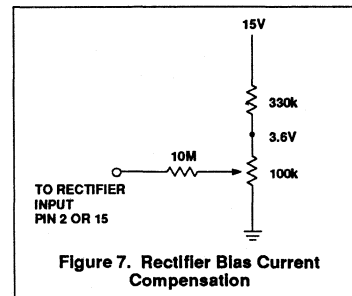 15V
330k
3.6V
10M
100k
TO RECTIFIER
INPUT
PIN 2 OR 15
Figure 7. Rectifier Bias Current
Compensation